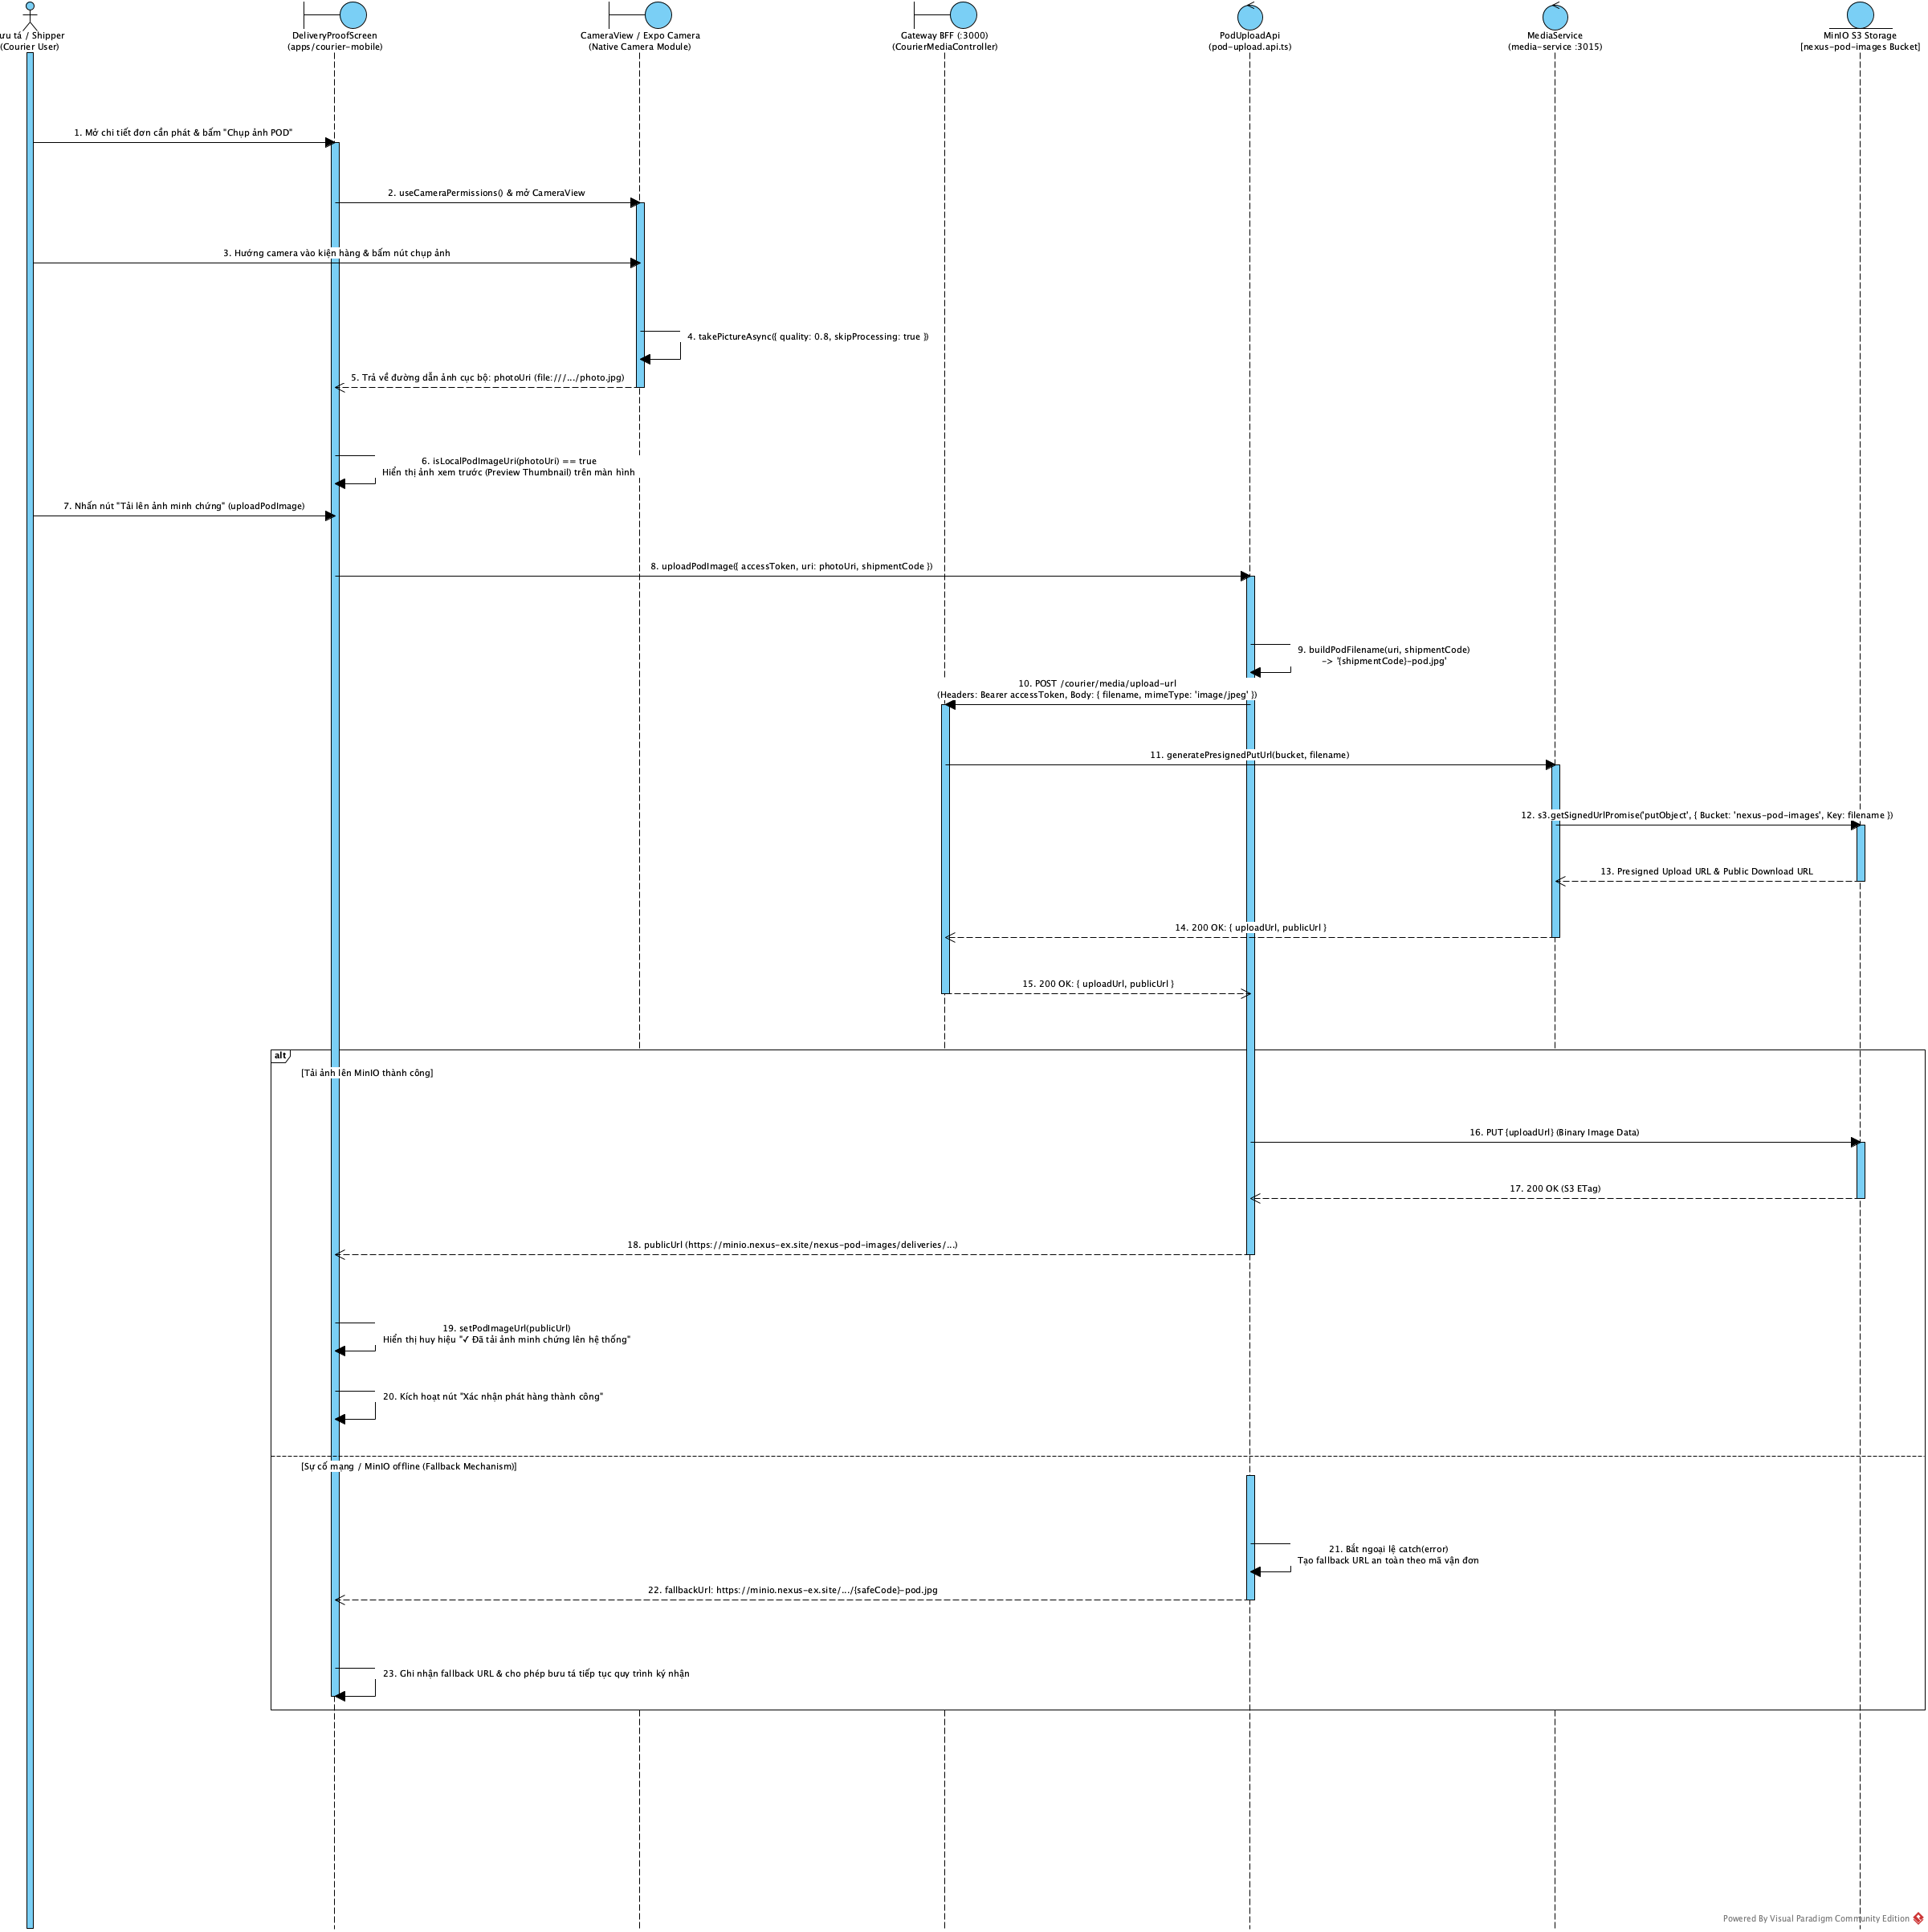 ưu tá / Shipper
(Courier User)
DeliveryProofScreen
(apps/courier-mobile)
CameraView / Expo Camera
(Native Camera Module)
Gateway BFF (:3000)
(CourierMediaController)
PodUploadApi
(pod-upload.api.ts)
MediaService
(media-service :3015)
MinIO S3 Storage
[nexus-pod-images Bucket]
1. Mở chi tiết đơn cần phát & bấm "Chụp ảnh POD"
2. useCameraPermissions() & mở CameraView
3. Hướng camera vào kiện hàng & bấm nút chụp ảnh
4. takePictureAsync({ quality: 0.8, skipProcessing: true })
5. Trả về đường dẫn ảnh cục bộ: photoUri (file:///.../photo.jpg)
6. isLocalPodImageUri(photoUri) == true
Hiển thị ảnh xem trước (Preview Thumbnail) trên màn hình
7. Nhấn nút "Tải lên ảnh minh chứng" (uploadPodImage)
8. uploadPodImage({ accessToken, uri: photoUri, shipmentCode })
9. buildPodFilename(uri, shipmentCode)
-> '{shipmentCode}-pod.jpg'
10. POST /courier/media/upload-url
(Headers: Bearer accessToken, Body: { filename, mimeType: 'image/jpeg' })
11. generatePresignedPutUrl(bucket, filename)
12. s3.getSignedUrlPromise('putObject', { Bucket: 'nexus-pod-images', Key: filename })
13. Presigned Upload URL & Public Download URL
14. 200 OK: { uploadUrl, publicUrl }
15. 200 OK: { uploadUrl, publicUrl }
alt
[Tải ảnh lên MinIO thành công]
16. PUT {uploadUrl} (Binary Image Data)
17. 200 OK (S3 ETag)
18. publicUrl (https://minio.nexus-ex.site/nexus-pod-images/deliveries/...)
19. setPodImageUrl(publicUrl)
Hiển thị huy hiệu "✓ Đã tải ảnh minh chứng lên hệ thống"
20. Kích hoạt nút "Xác nhận phát hàng thành công"
[Sự cố mạng / MinIO offline (Fallback Mechanism)]
21. Bắt ngoại lệ catch(error)
Tạo fallback URL an toàn theo mã vận đơn
22. fallbackUrl: https://minio.nexus-ex.site/.../{safeCode}-pod.jpg
23. Ghi nhận fallback URL & cho phép bưu tá tiếp tục quy trình ký nhận
Powered By Visual Paradigm Community Edition